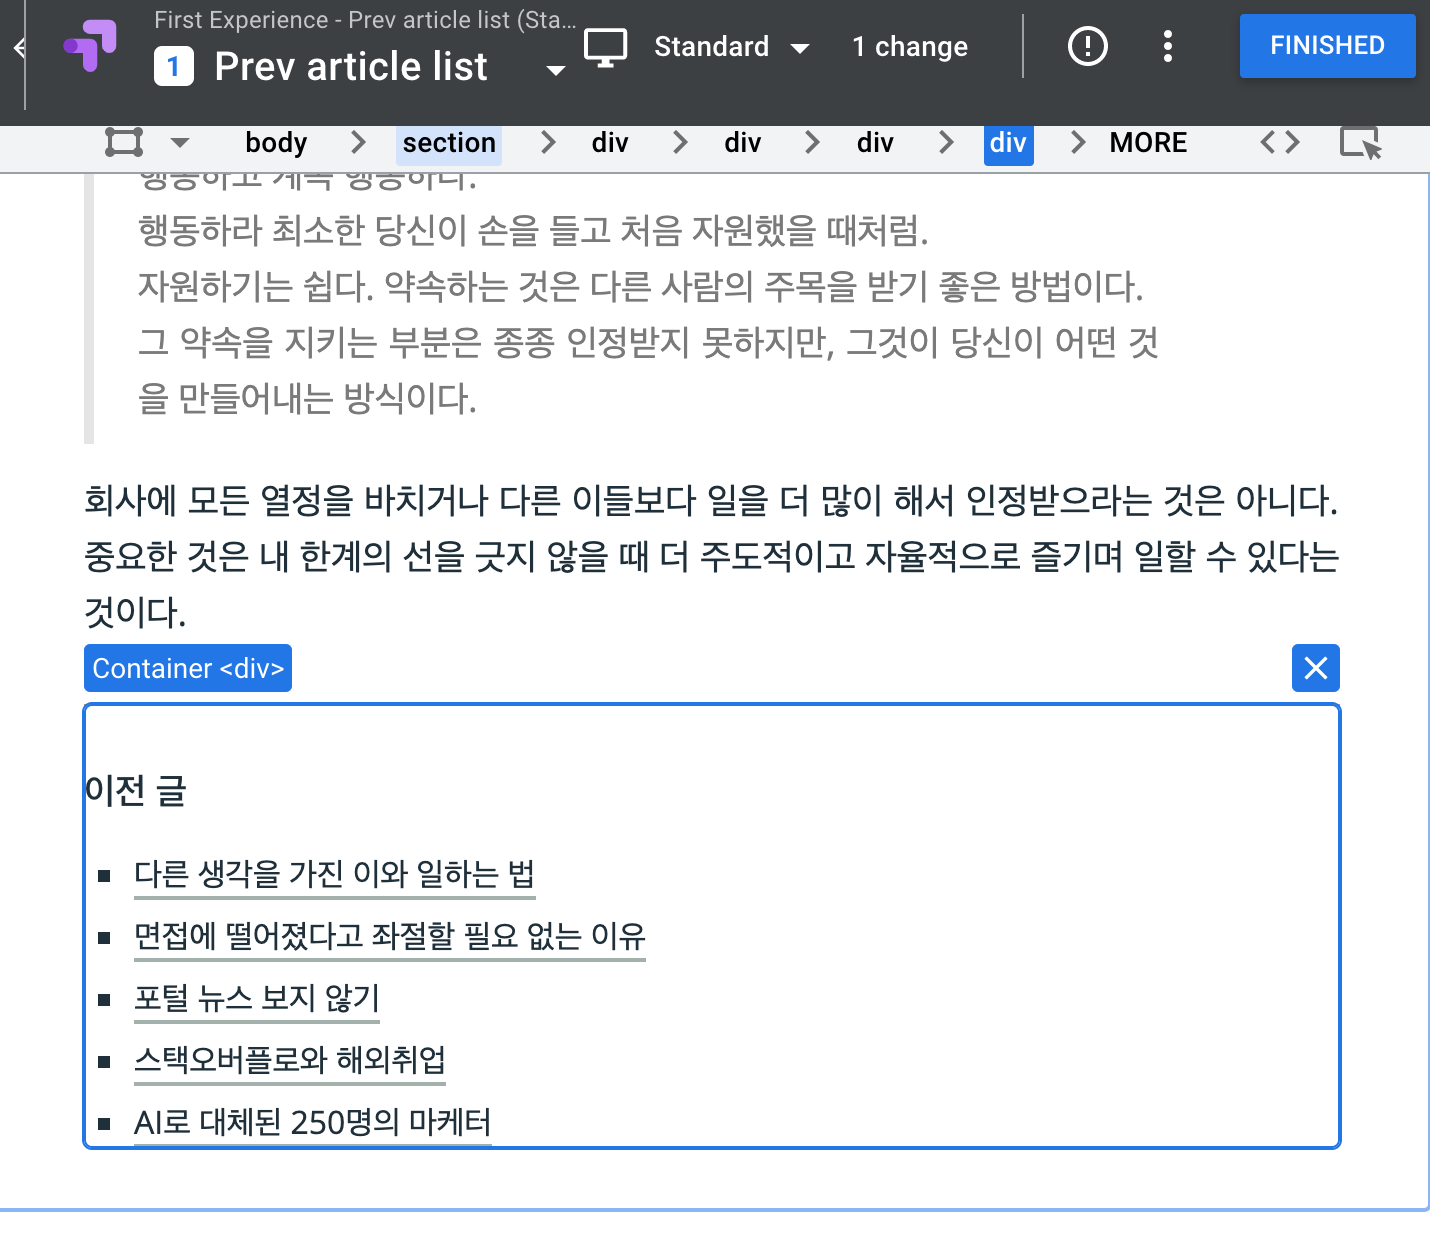 First Experience - Prev article list (Sta...
1 Prev article list
Standard
1 change
FINISHED
body > section > div > div > div > div > MORE <>
행동하고 계속 행동하라.
행동하라 최소한 당신이 손을 들고 처음 자원했을 때처럼.
자원하기는 쉽다. 약속하는 것은 다른 사람의 주목을 받기 좋은 방법이다.
그 약속을 지키는 부분은 종종 인정받지 못하지만, 그것이 당신이 어떤 것
을 만들어내는 방식이다.
회사에 모든 열정을 바치거나 다른 이들보다 일을 더 많이 해서 인정받으라는 것은 아니다.
중요한 것은 내 한계의 선을 긋지 않을 때 더 주도적이고 자율적으로 즐기며 일할 수 있다는
것이다.
Container <div>
이전 글
다른 생각을 가진 이와 일하는 법
면접에 떨어졌다고 좌절할 필요 없는 이유
포털 뉴스 보지 않기
스택오버플로와 해외취업
AI로 대체된 250명의 마케터